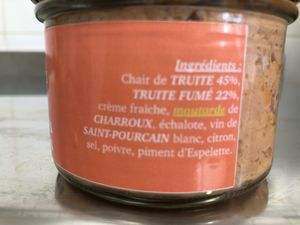 Ingrédients :
Chair de TRUITE 45%,
TRUITE FUMÉ 22%,
crème fraiche, moutarde de
CHARROUX, échalote, vin de
SAINT-POURCAIN blanc, citron,
sel, poivre, piment d'Espelette.